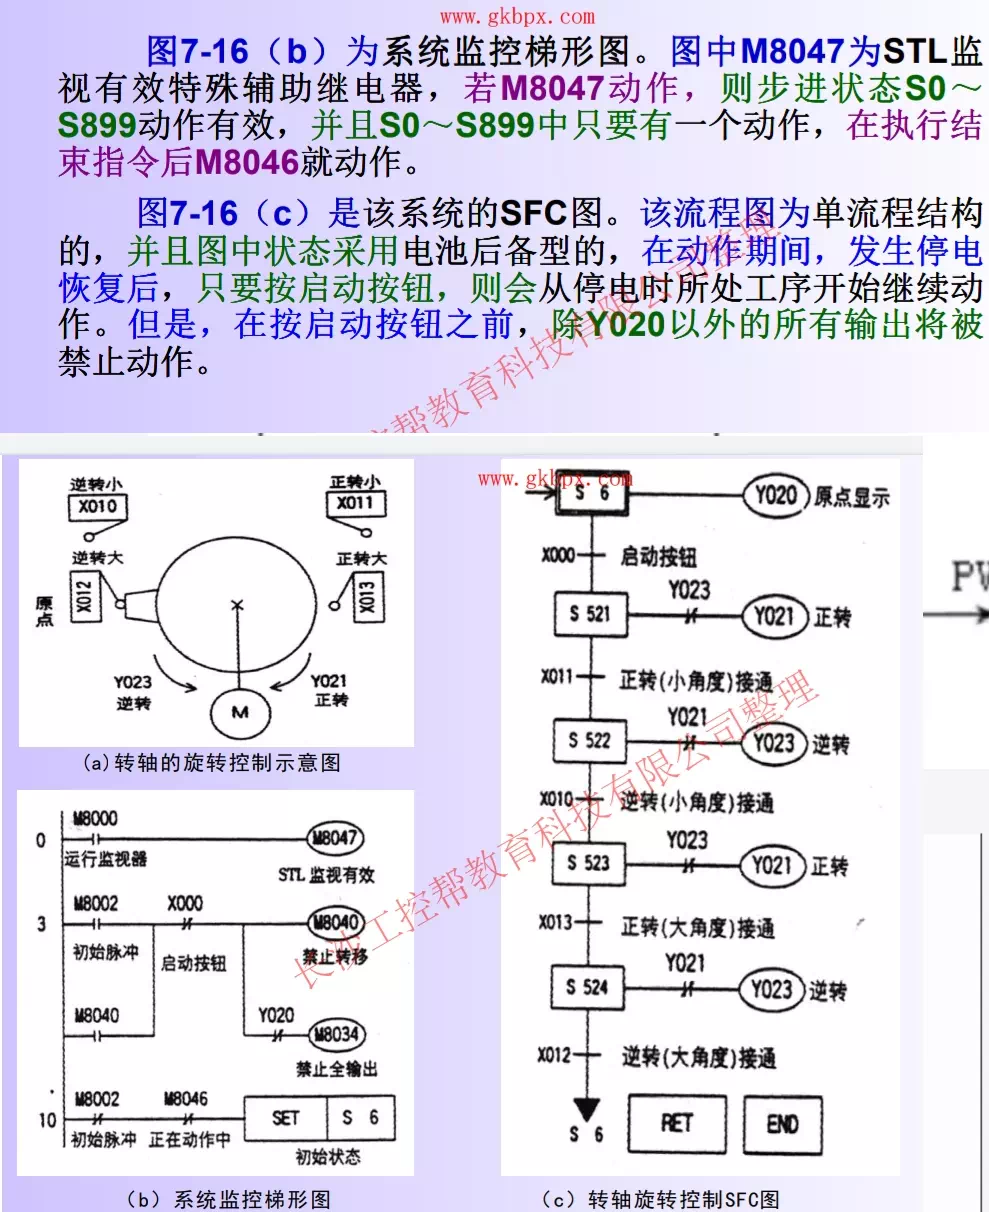 www.gkbpx.com
图7-16（b）为系统监控梯形图。图中M8047为STL监
视有效特殊辅助继电器，若M8047动作，则步进状态S0～
S899动作有效，并且S0～S899中只要有一个动作，在执行结
束指令后M8046就动作。
图7-16（c）是该系统的SFC图。该流程图为单流程结构
的，并且图中状态采用电池后备型的，在动作期间，发生停电
恢复后，只要按启动按钮，则会从停电时所处工序开始继续动
作。但是，在按启动按钮之前，除Y020以外的所有输出将被
禁止动作。
逆转小
X010
正转小
X011
逆转大
X012
正转大
X013
原点
Y023
逆转
Y021
正转
M
(a)转轴的旋转控制示意图
0
M8000
运行监视器
M8047
STL监视有效
3
M8002
初始脉冲
X000
启动按钮
M8040
禁止转移
M8040
Y020
M8034
禁止全输出
10
M8002
初始脉冲
M8046
正在动作中
SET
S 6
初始状态
（b）系统监控梯形图
www.gkbpx.com
S 6
Y020
原点显示
X000
启动按钮
S 521
Y023
Y021
正转
X011
正转(小角度)接通
S 522
Y021
Y023
逆转
X010
逆转(小角度)接通
S 523
Y023
Y021
正转
X013
正转(大角度)接通
S 524
Y021
Y023
逆转
X012
逆转(大角度)接通
S 6
RET
END
（c）转轴旋转控制SFC图
长沙工控帮教育科技有限公司整理
控帮教育科技有限公司整理